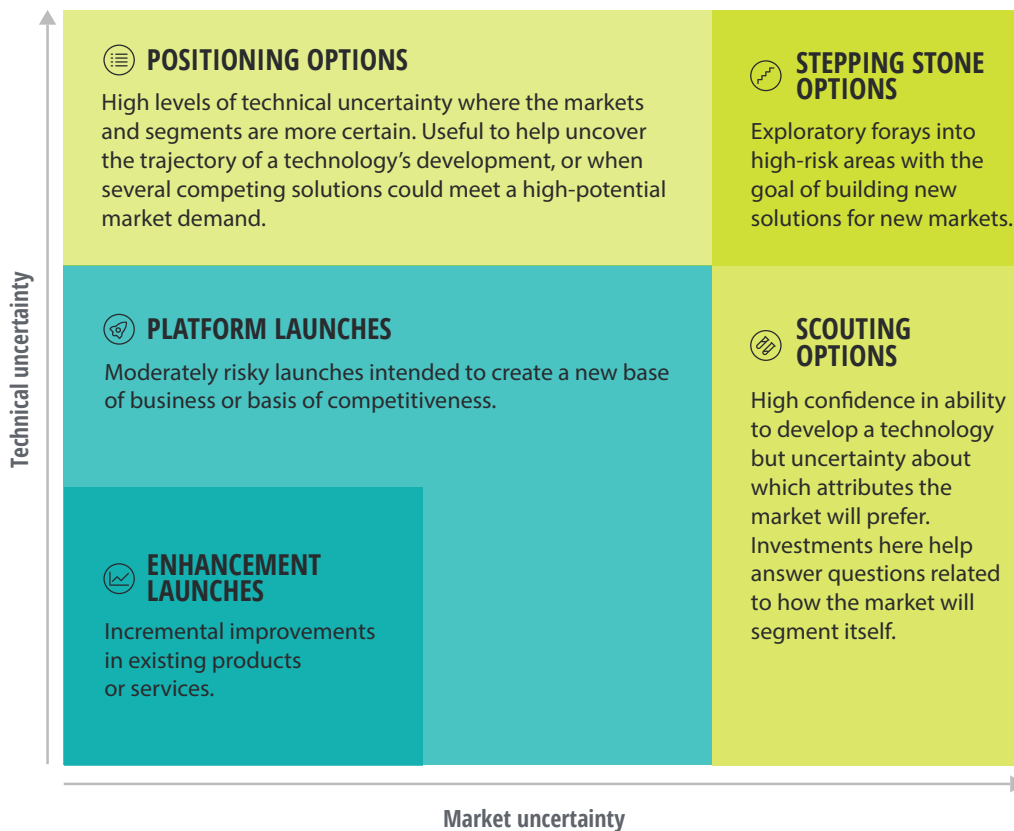 POSITIONING OPTIONS
High levels of technical uncertainty where the markets
and segments are more certain. Useful to help uncover
the trajectory of a technology’s development, or when
several competing solutions could meet a high-potential
market demand.
STEPPING STONE
OPTIONS
Exploratory forays into
high-risk areas with the
goal of building new
solutions for new markets.
Technical uncertainty
PLATFORM LAUNCHES
Moderately risky launches intended to create a new base
of business or basis of competitiveness.
SCOUTING
OPTIONS
High confidence in ability
to develop a technology
but uncertainty about
which attributes the
market will prefer.
Investments here help
answer questions related
to how the market will
segment itself.
ENHANCEMENT
LAUNCHES
Incremental improvements
in existing products
or services.
Market uncertainty